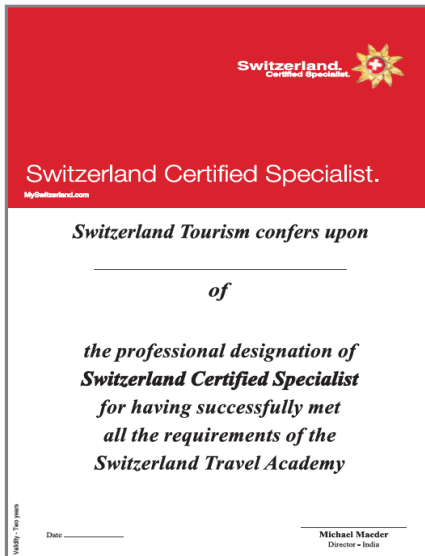 Switzerland.
Certified Specialist.
Switzerland Certified Specialist.
MySwitzerland.com
Switzerland Tourism confers upon
of
the professional designation of
Switzerland Certified Specialist
for having successfully met
all the requirements of the
Switzerland Travel Academy
Validity - Two years
Date
Michael Maeder
Director – India